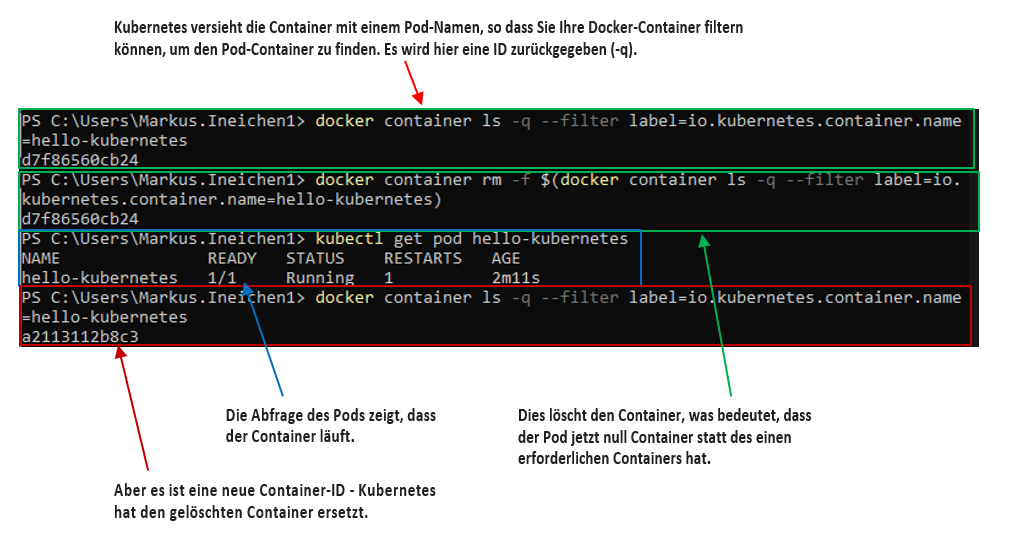 Kubernetes versieht die Container mit einem Pod-Namen, so dass Sie Ihre Docker-Container filtern
können, um den Pod-Container zu finden. Es wird hier eine ID zurückgegeben (-q).
PS C:\Users\Markus.Ineichen1> docker container ls -q --filter label=io.kubernetes.container.name
=hello-kubernetes
d7f86560cb24
PS C:\Users\Markus.Ineichen1> docker container rm -f $(docker container ls -q --filter label=io.
kubernetes.container.name=hello-kubernetes)
d7f86560cb24
PS C:\Users\Markus.Ineichen1> kubectl get pod hello-kubernetes
NAME READY STATUS RESTARTS AGE
hello-kubernetes 1/1 Running 1 2m11s
PS C:\Users\Markus.Ineichen1> docker container ls -q --filter label=io.kubernetes.container.name
=hello-kubernetes
a2113112b8c3
Die Abfrage des Pods zeigt, dass
der Container läuft.
Dies löscht den Container, was bedeutet, dass
der Pod jetzt null Container statt des einen
erforderlichen Containers hat.
Aber es ist eine neue Container-ID - Kubernetes
hat den gelöschten Container ersetzt.